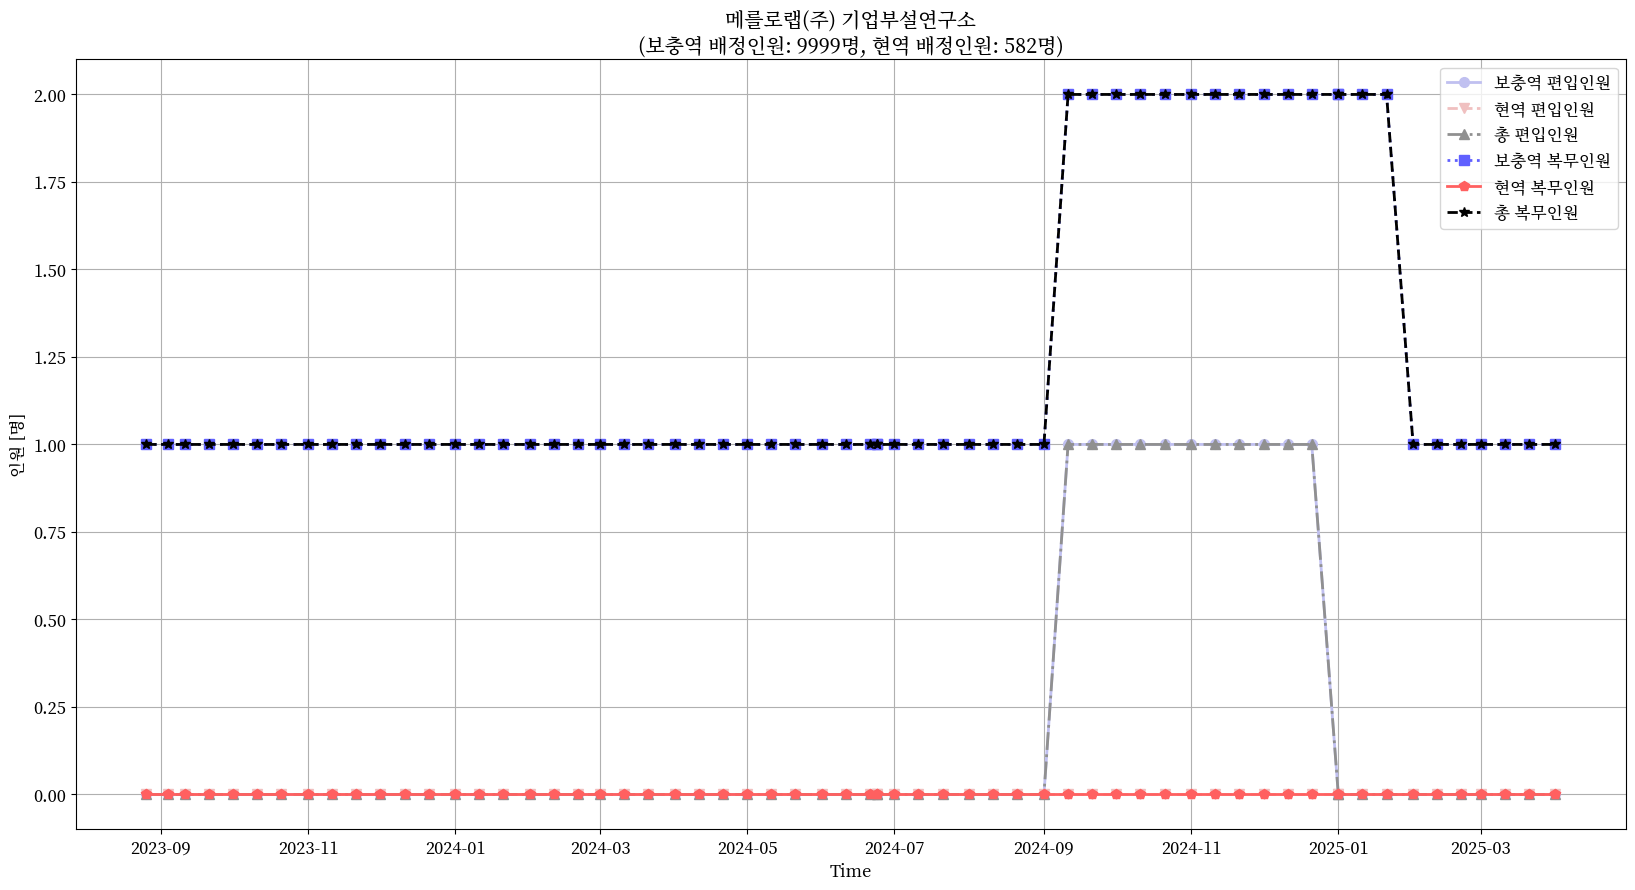 메를로랩(주) 기업부설연구소
(보충역 배정인원: 9999명, 현역 배정인원: 582명)
2.00
1.75
1.50
1.25
1.00
0.75
0.50
0.25
0.00
인원 [명]
보충역 편입인원
현역 편입인원
총 편입인원
보충역 복무인원
현역 복무인원
총 복무인원
2023-09
2023-11
2024-01
2024-03
2024-05
2024-07
2024-09
2024-11
2025-01
2025-03
Time